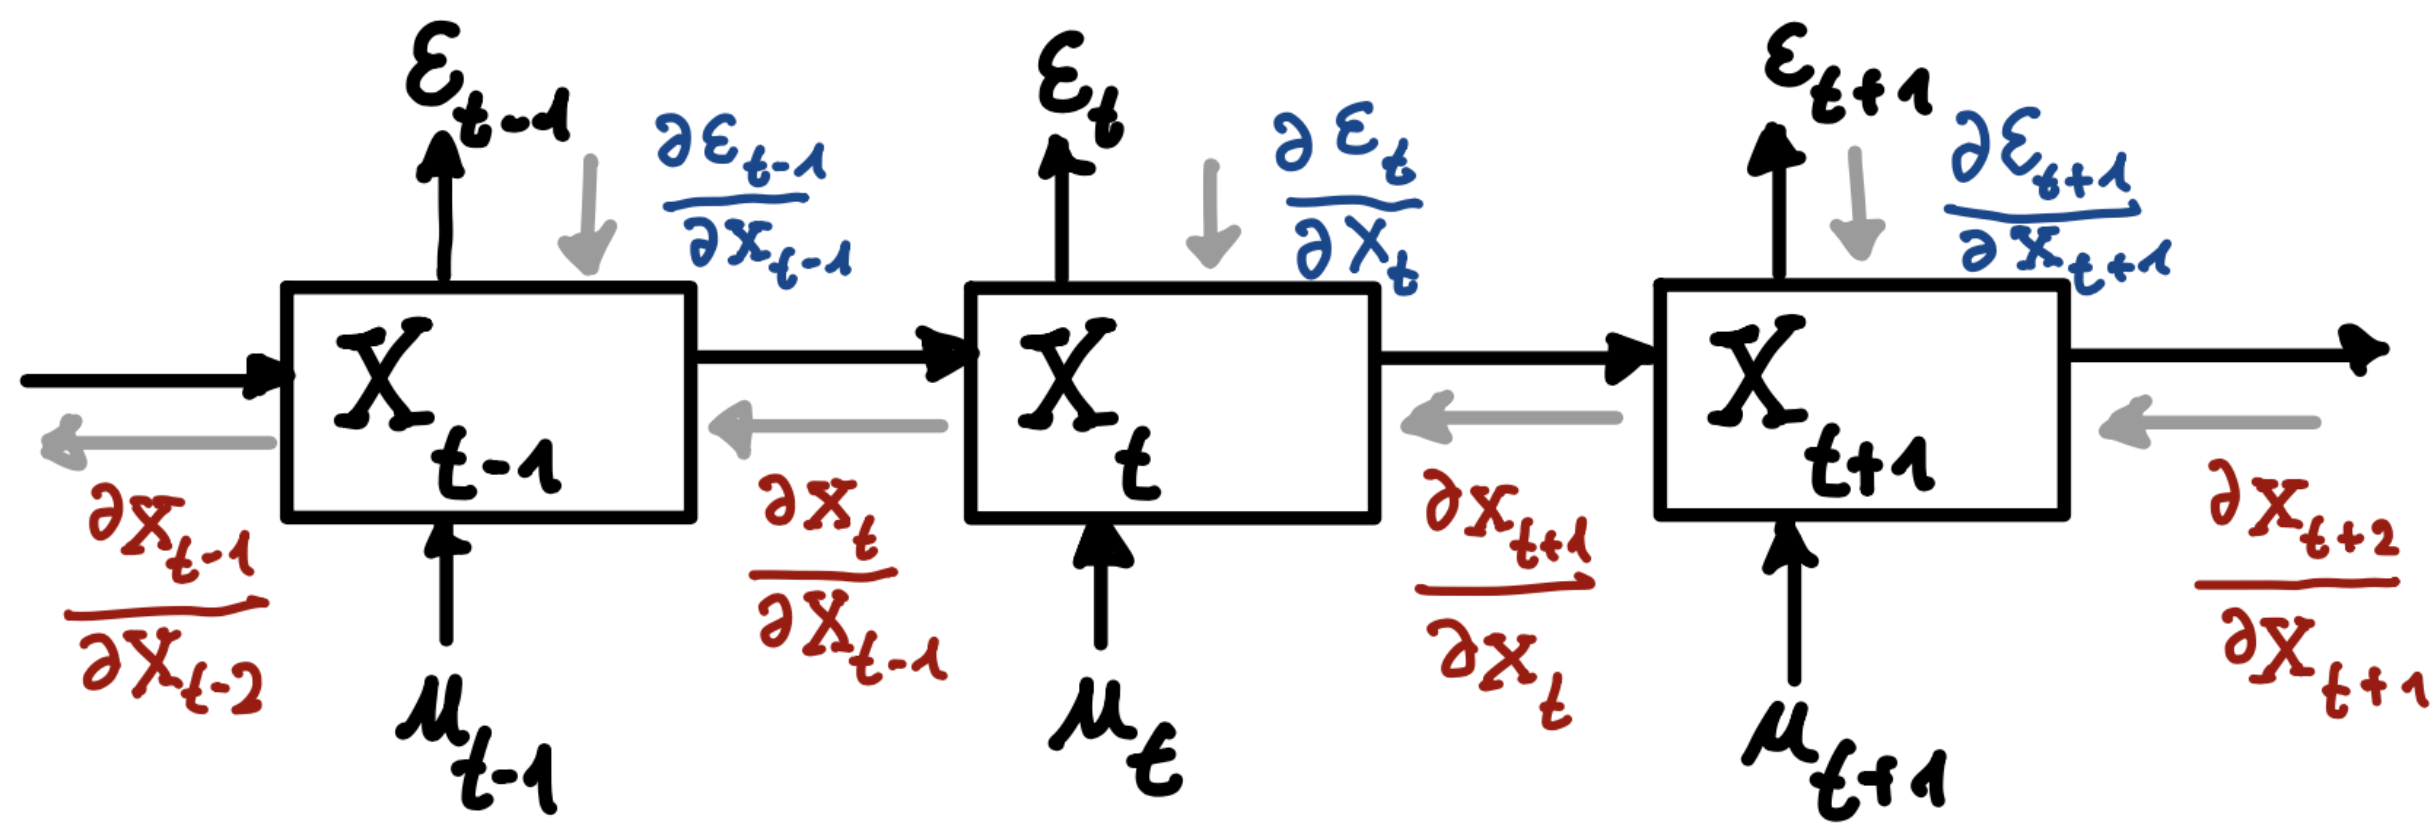 ε_{t-1}
∂ε_{t-1}
∂x_{t-1}
ε_t
∂ε_t
∂x_t
ε_{t+1}
∂ε_{t+1}
∂x_{t+1}
x_{t-1}
x_t
x_{t+1}
∂x_{t-1}
∂x_{t-2}
∂x_t
∂x_{t-1}
∂x_{t+1}
∂x_t
∂x_{t+2}
∂x_{t+1}
μ_{t-1}
μ_t
μ_{t+1}